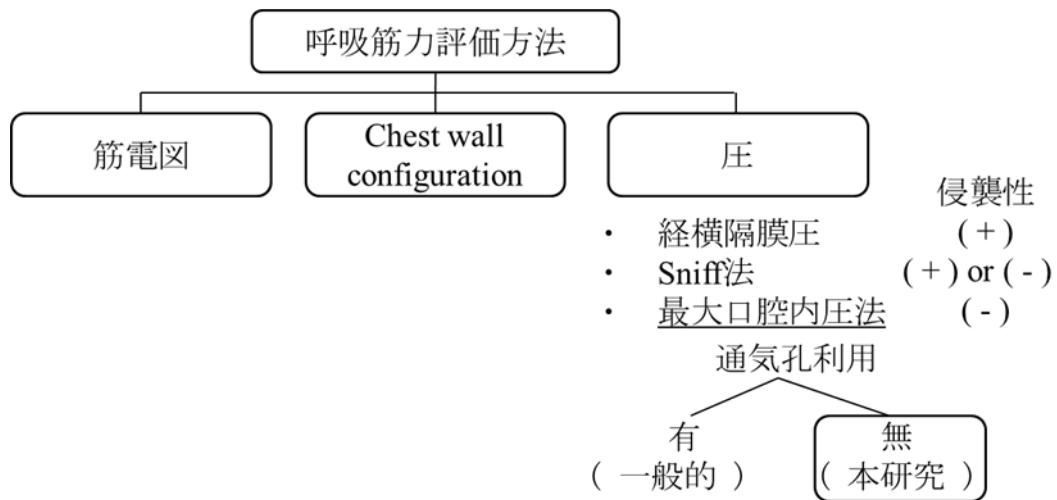 呼吸筋力評価方法
筋電図
Chest wall
configuration
圧
侵襲性
・ 経横隔膜圧 ( + )
・ Sniff法 ( + ) or ( - )
・ 最大口腔内圧法 ( - )
通気孔利用
有
( 一般的 )
無
( 本研究 )